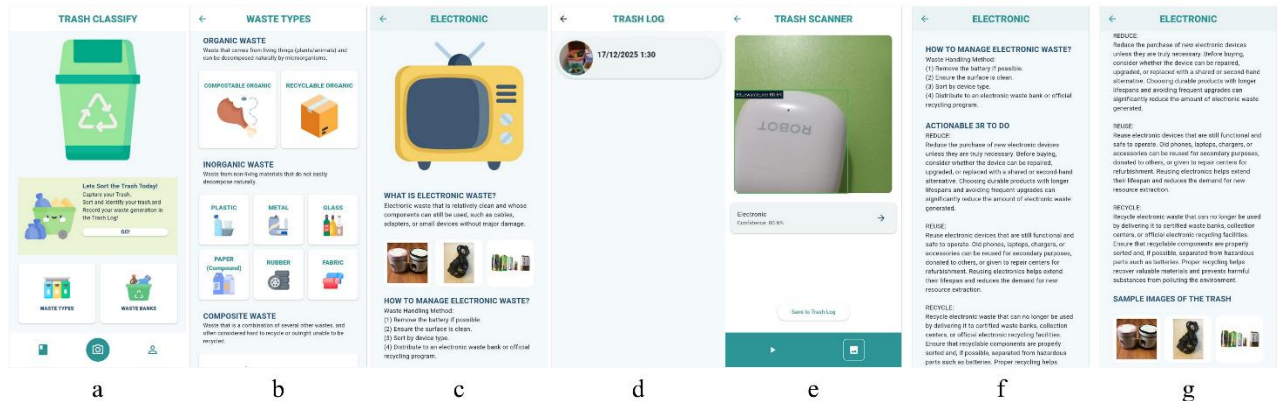 TRASH CLASSIFY
Lets Sort the Trash Today!
Capture your Trash,
Sort and Identify your trash and
Record your waste generation in
the Trash Log!
GO!
WASTE TYPES
WASTE BANKS
a
WASTE TYPES
ORGANIC WASTE
Waste that comes from living things (plants/animals) and
can be decomposed naturally by microorganisms.
COMPOSTABLE ORGANIC
RECYCLABLE ORGANIC
INORGANIC WASTE
Waste from non-living materials that do not easily
decompose naturally.
PLASTIC
METAL
GLASS
PAPER
(Compound)
RUBBER
FABRIC
COMPOSITE WASTE
Waste that is a combination of several other wastes, and
often considered hard to recycle or outright unable to be
recycled.
b
ELECTRONIC
WHAT IS ELECTRONIC WASTE?
Electronic waste that is relatively clean and whose
components can still be used, such as cables,
adapters, or small devices without major damage.
HOW TO MANAGE ELECTRONIC WASTE?
Waste Handling Method:
(1) Remove the battery if possible.
(2) Ensure the surface is clean.
(3) Sort by device type.
(4) Distribute to an electronic waste bank or official
recycling program.
c
TRASH LOG
17/12/2025 1:30
d
TRASH SCANNER
ROBOT
Electronic
Confidence: 80.6%
Save to Trash Log
e
ELECTRONIC
HOW TO MANAGE ELECTRONIC WASTE?
Waste Handling Method:
(1) Remove the battery if possible.
(2) Ensure the surface is clean.
(3) Sort by device type.
(4) Distribute to an electronic waste bank or official
recycling program.
ACTIONABLE 3R TO DO
REDUCE:
Reduce the purchase of new electronic devices
unless they are truly necessary. Before buying,
consider whether the device can be repaired,
upgraded, or replaced with a shared or second-hand
alternative. Choosing durable products with longer
lifespans and avoiding frequent upgrades can
significantly reduce the amount of electronic waste
generated.
REUSE:
Reuse electronic devices that are still functional and
safe to operate. Old phones, laptops, chargers, or
accessories can be reused for secondary purposes,
donated to others, or given to repair centers for
refurbishment. Reusing electronics helps extend
their lifespan and reduces the demand for new
resource extraction.
RECYCLE:
Recycle electronic waste that can no longer be used
by delivering it to certified waste banks, collection
centers, or official electronic recycling facilities.
Ensure that recyclable components are properly
sorted and, if possible, separated from hazardous
parts such as batteries. Proper recycling helps
f
ELECTRONIC
REDUCE:
Reduce the purchase of new electronic devices
unless they are truly necessary. Before buying,
consider whether the device can be repaired,
upgraded, or replaced with a shared or second-hand
alternative. Choosing durable products with longer
lifespans and avoiding frequent upgrades can
significantly reduce the amount of electronic waste
generated.
REUSE:
Reuse electronic devices that are still functional and
safe to operate. Old phones, laptops, chargers, or
accessories can be reused for secondary purposes,
donated to others, or given to repair centers for
refurbishment. Reusing electronics helps extend
their lifespan and reduces the demand for new
resource extraction.
RECYCLE:
Recycle electronic waste that can no longer be used
by delivering it to certified waste banks, collection
centers, or official electronic recycling facilities.
Ensure that recyclable components are properly
sorted and, if possible, separated from hazardous
parts such as batteries. Proper recycling helps
recover valuable materials and prevents harmful
substances from polluting the environment.
SAMPLE IMAGES OF THE TRASH
g